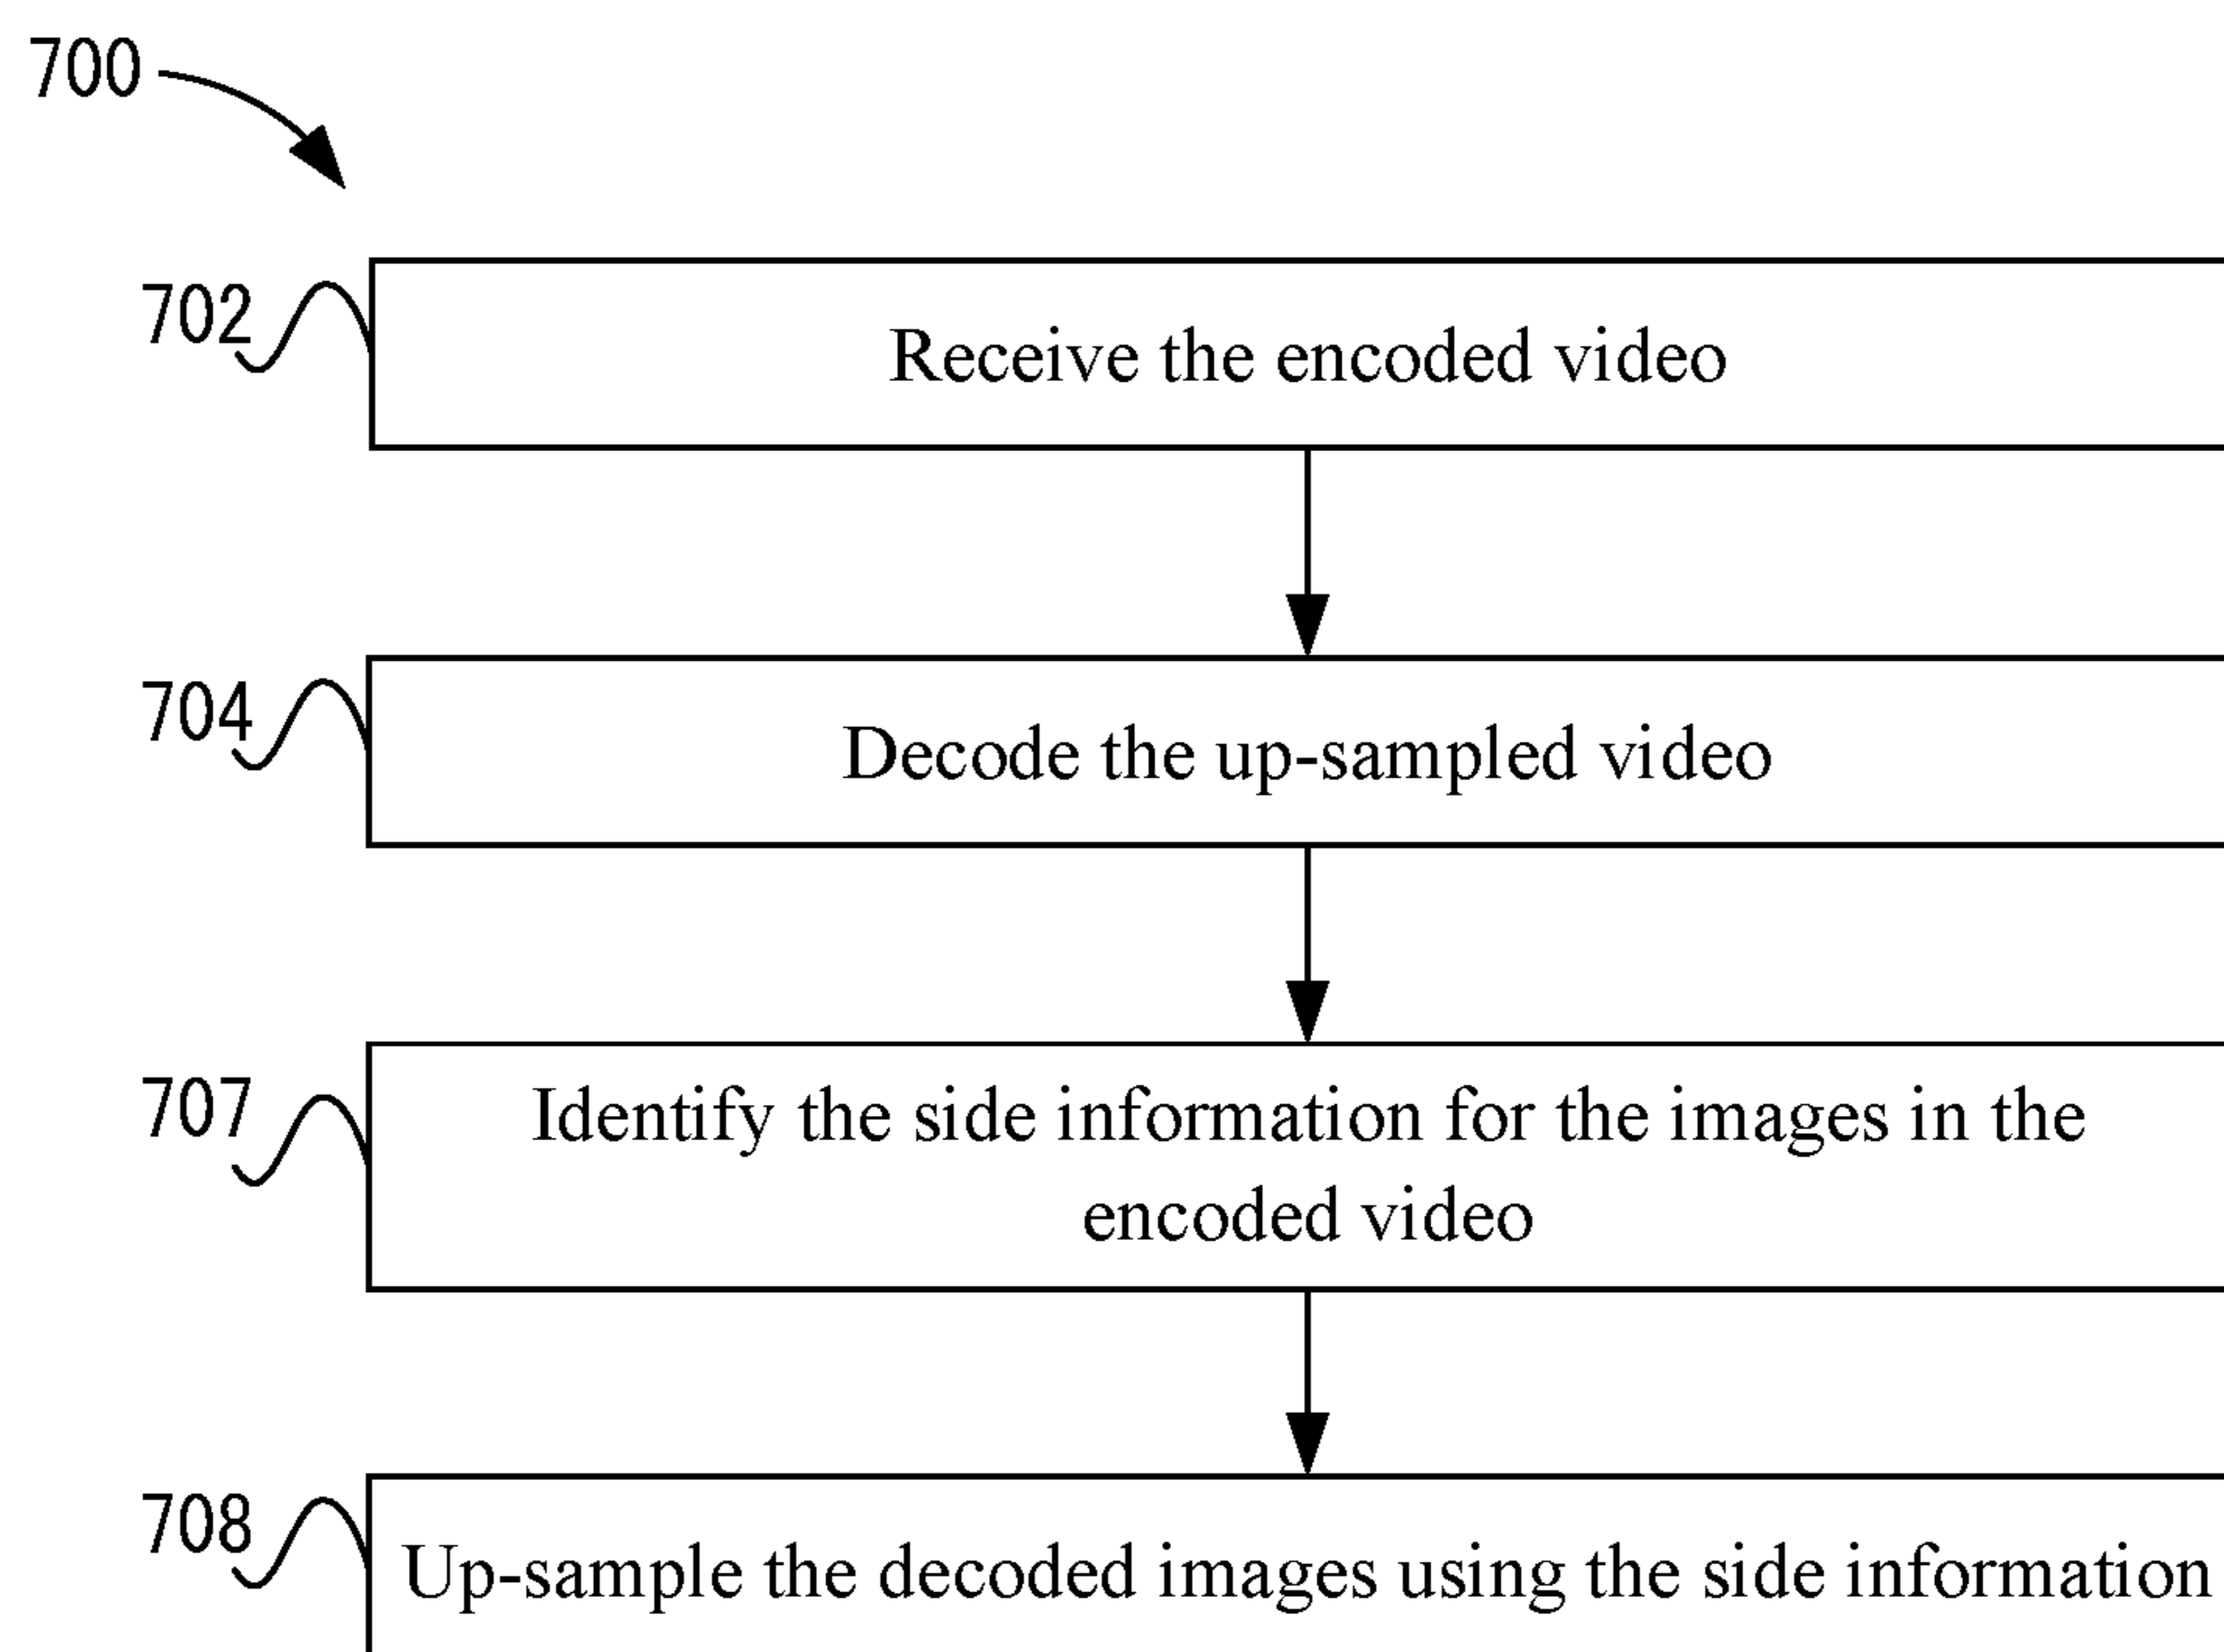 700
702
Receive the encoded video
704
Decode the up-sampled video
707
Identify the side information for the images in the
encoded video
708
Up-sample the decoded images using the side information